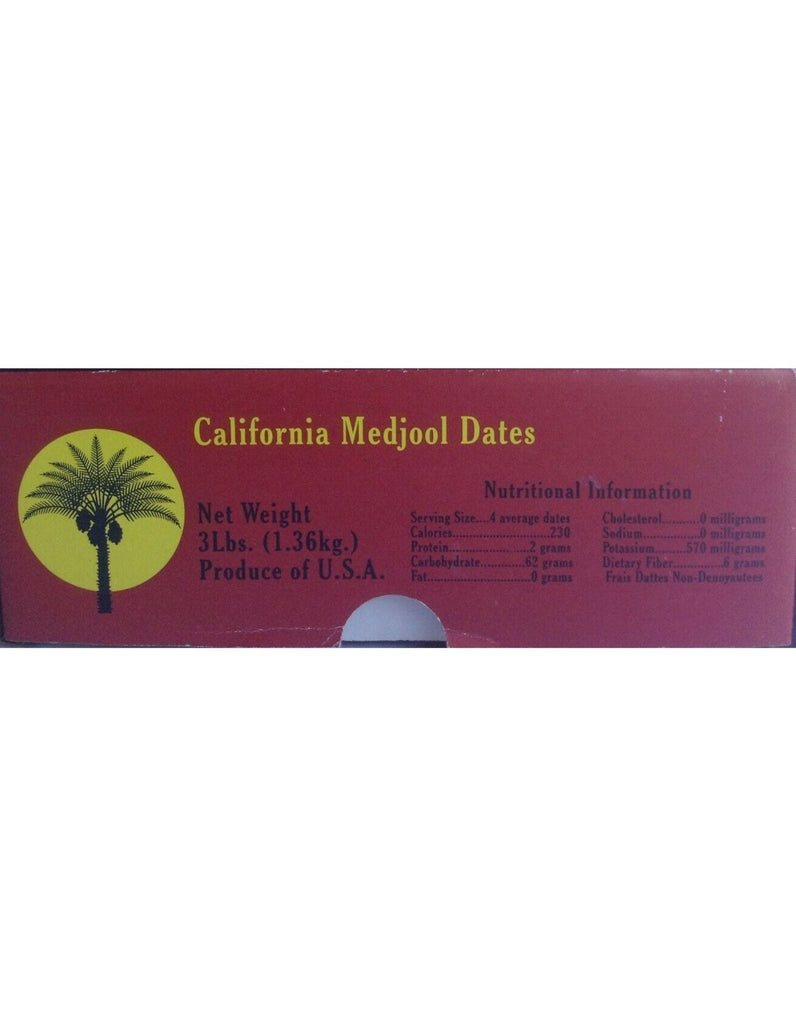 California Medjool Dates
Net Weight
3Lbs. (1.36kg.)
Produce of U.S.A.
Nutritional Information
Serving Size....4 average dates
Calories........................230
Protein....................2 grams
Carbohydrate...........62 grams
Fat..........................0 grams
Cholesterol..........0 milligrams
Sodium...............0 milligrams
Potassium........570 milligrams
Dietary Fiber.............6 grams
Frais Dattes Non-Denoyautees